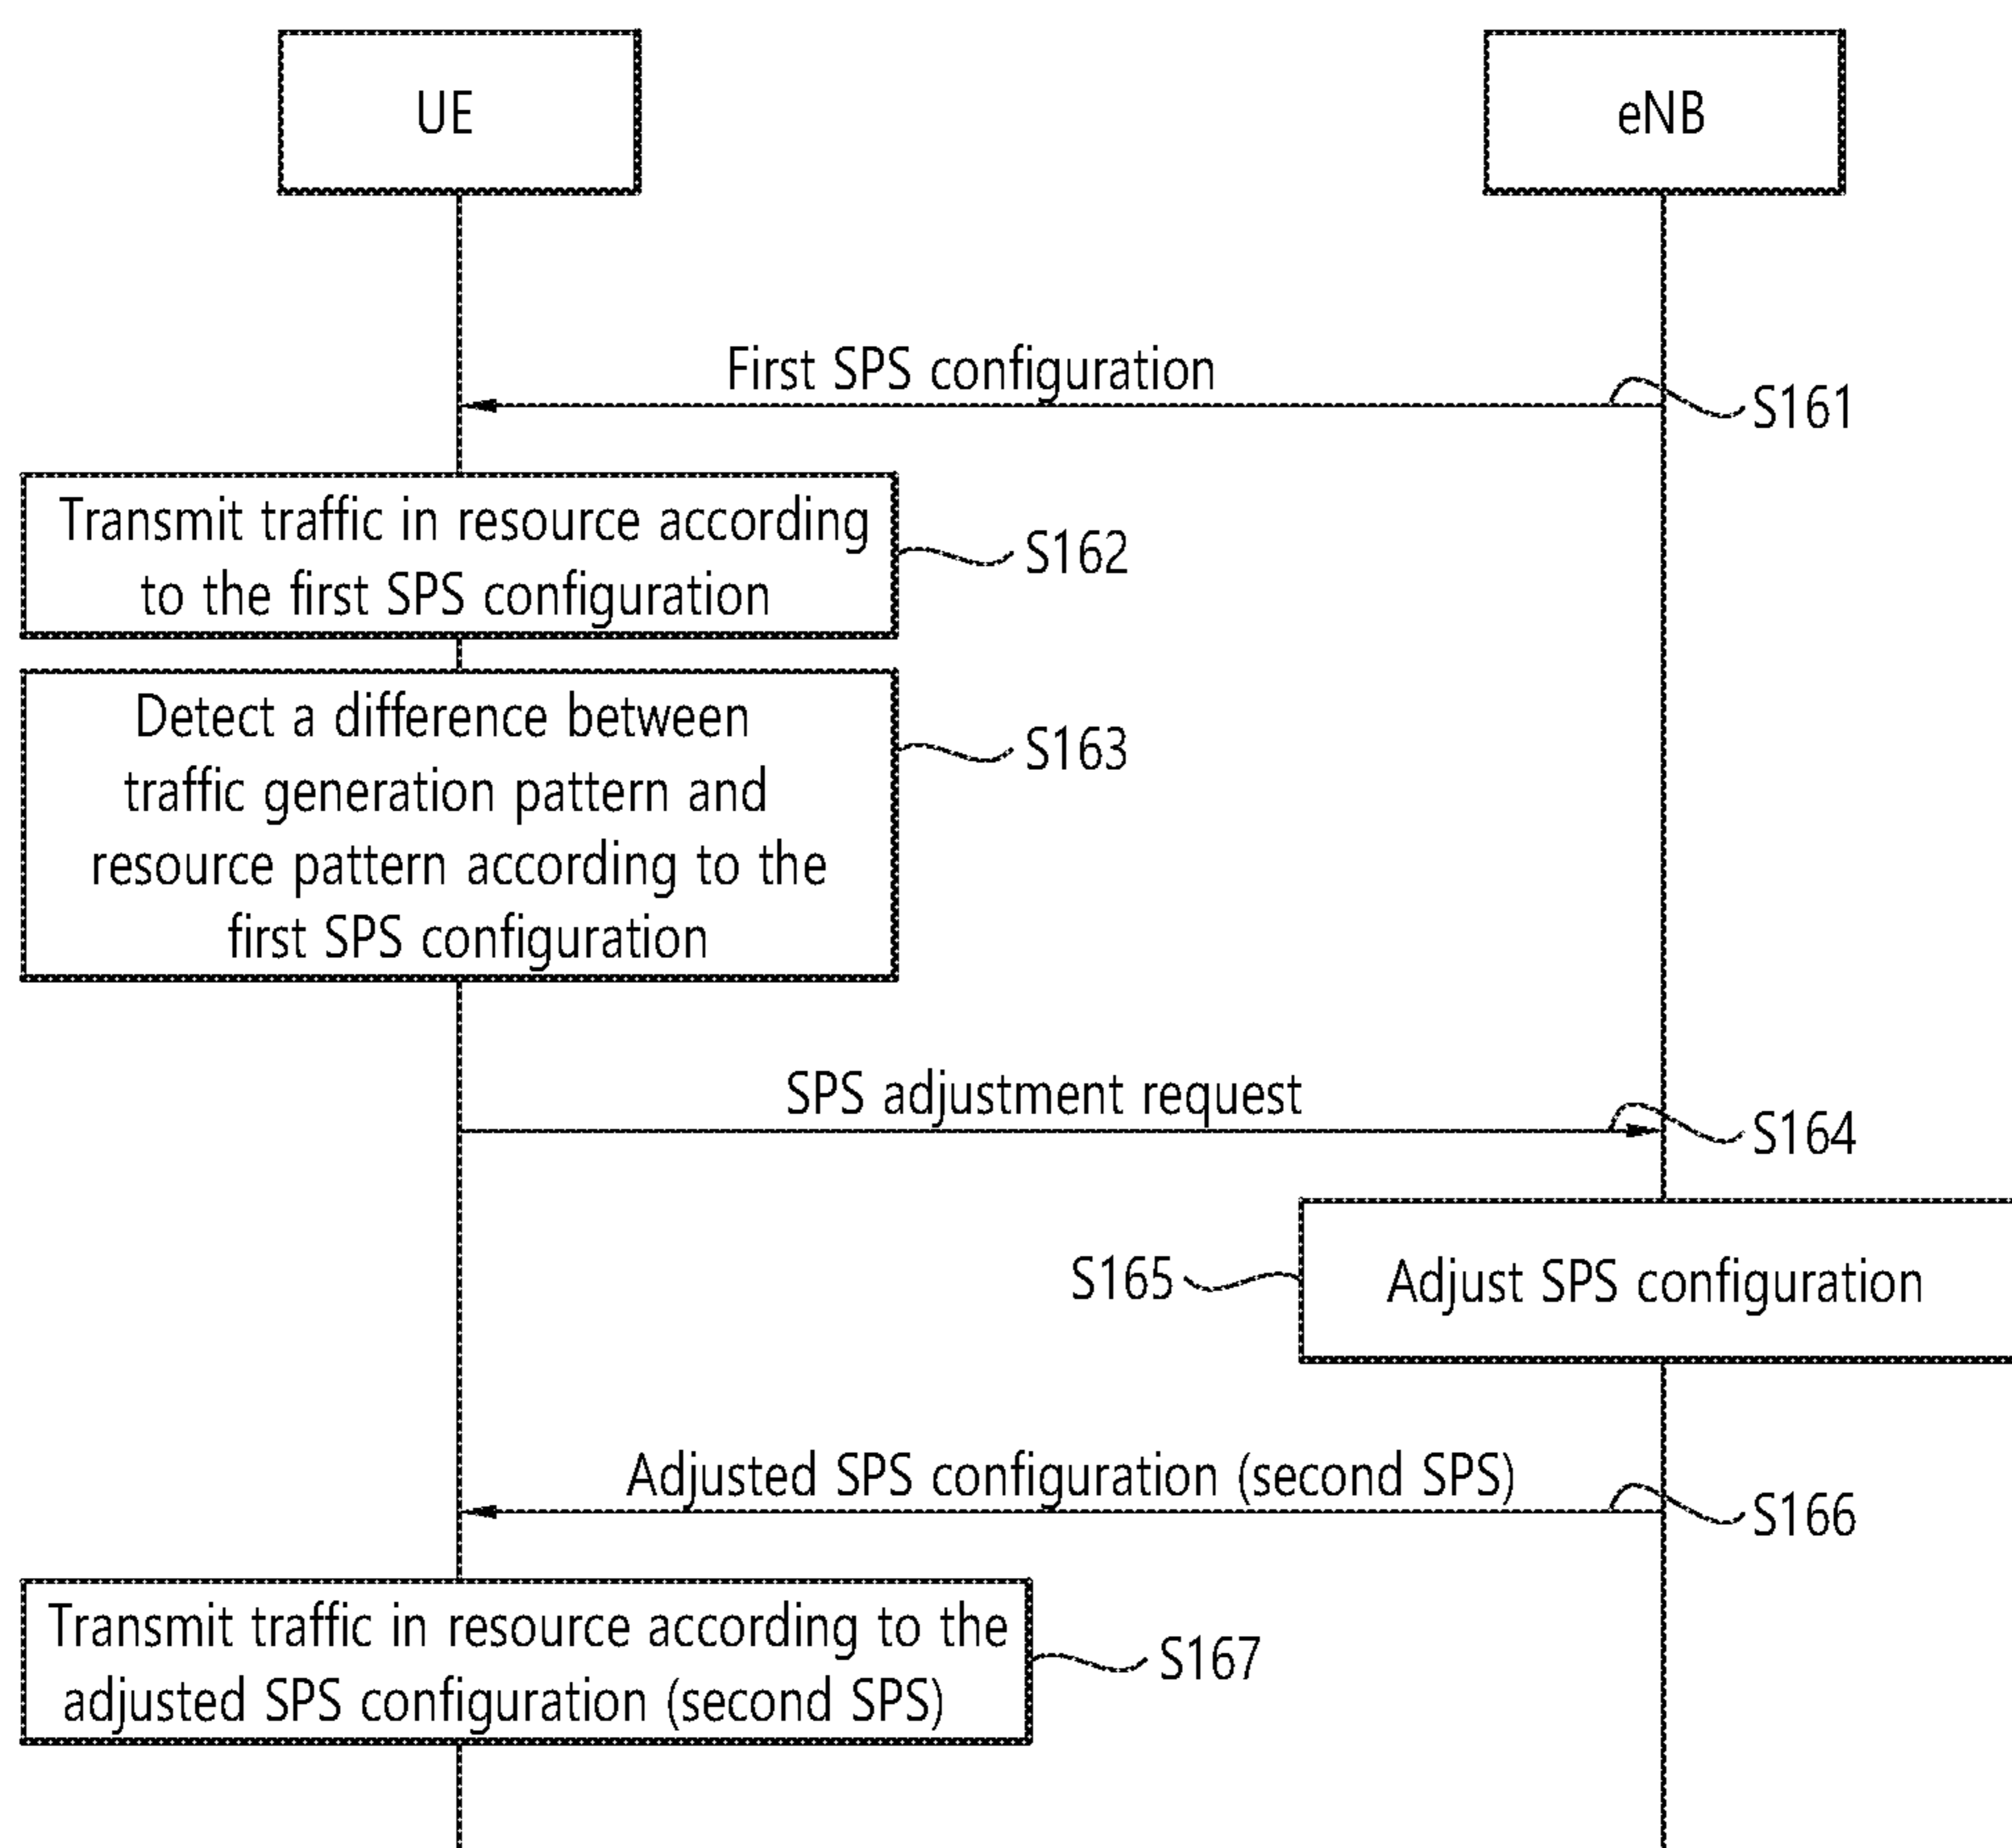 UE
eNB
First SPS configuration
S161
Transmit traffic in resource according
to the first SPS configuration
S162
Detect a difference between
traffic generation pattern and
resource pattern according to the
first SPS configuration
S163
SPS adjustment request
S164
S165
Adjust SPS configuration
Adjusted SPS configuration (second SPS)
S166
Transmit traffic in resource according to the
adjusted SPS configuration (second SPS)
S167